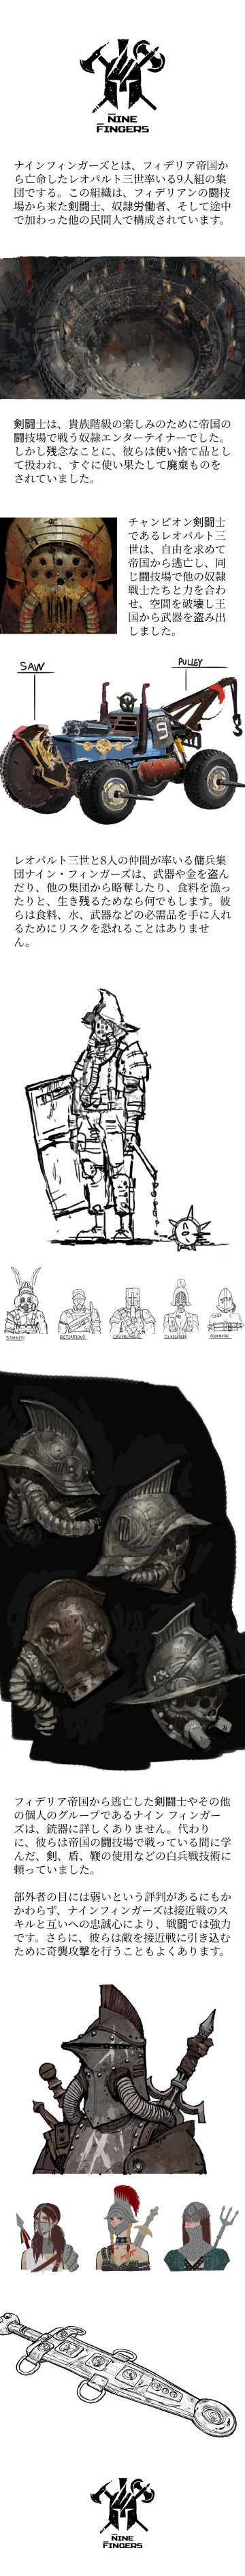 NINE
FINGERS
ナインフィンガーズとは、フィデリア帝国か
ら亡命したレオパルト三世率いる9人組の集
団でする。この組織は、フィデリアンの闘技
場から来た剣闘士、奴隷労働者、そして途中
で加わった他の民間人で構成されています。
剣闘士は、貴族階級の楽しみのために帝国の
闘技場で戦う奴隷エンターテイナーでした。
しかし残念なことに、彼らは使い捨て品とし
て扱われ、すぐに使い果たして廃棄ものを
されていました。
チャンピオン剣闘士
であるレオパルト三
世は、自由を求めて
帝国から逃亡し、同
じ闘技場で他の奴隷
戦士たちと力を合わ
せ、空間を破壊し王
国から武器を盗み出
しました。
SAW
PULLEY
9
レオパルト三世と8人の仲間が率いる傭兵集
団ナイン・フィンガーズは、武器や金を盗ん
だり、他の集団から略奪したり、食料を漁っ
たりと、生き残るためなら何でもします。彼
らは食料、水、武器などの必需品を手に入れ
るためにリスクを恐れることはありませ
ん。
SAMNITE
フィデリア帝国から逃亡した剣闘士やその他
の個人のグループであるナイン フィンガー
ズは、銃器に詳しくありません。代わり
に、彼らは帝国の闘技場で戦っている間に学
んだ、剣、盾、鞭の使用などの白兵戦技術に
頼っていました。
部外者の目には弱いという評判があるにもか
かわらず、ナインフィンガーズは接近戦のス
キルと互いへの忠誠心により、戦闘では強力
です。さらに、彼らは敵を接近戦に引き込む
ために奇襲攻撃を行うこともよくあります。
NINE
FINGERS